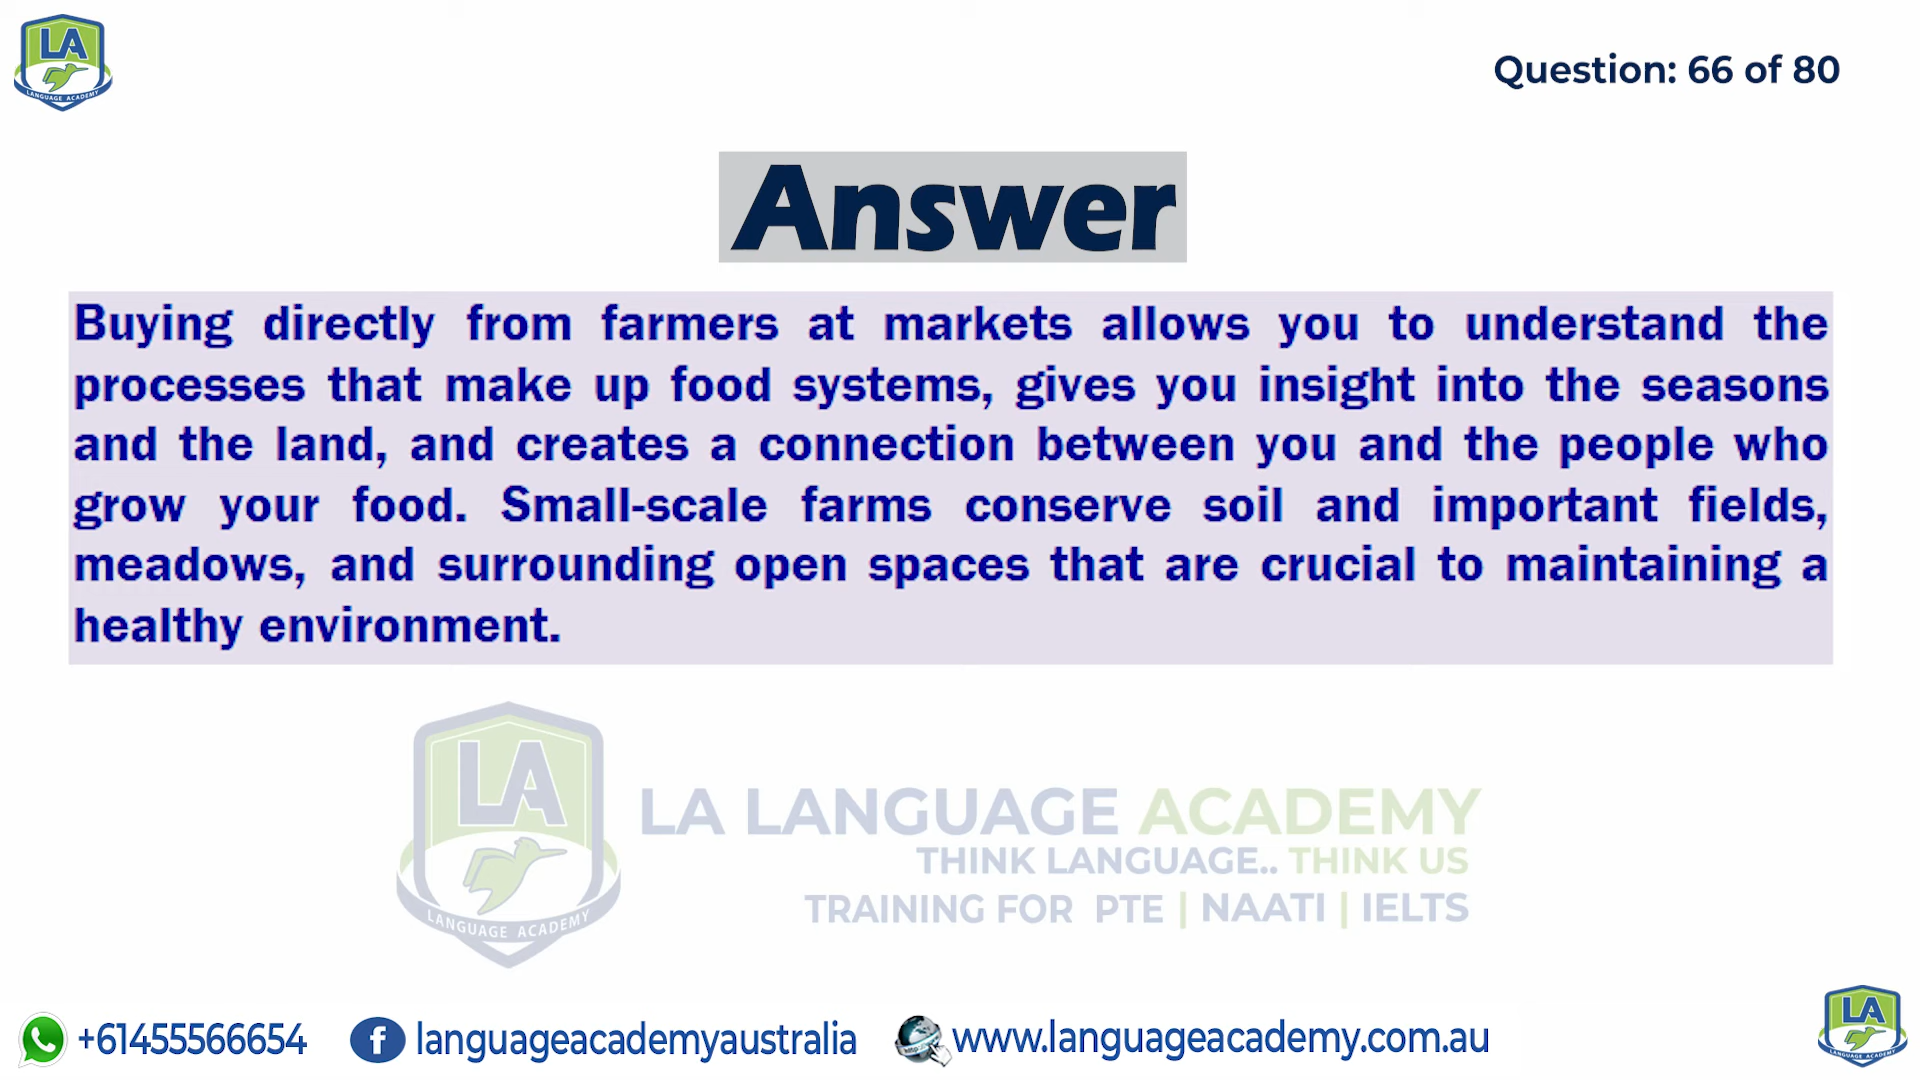 LA
LANGUAGE ACADEMY
Question: 66 of 80
Answer
Buying directly from farmers at markets allows you to understand the
processes that make up food systems, gives you insight into the seasons
and the land, and creates a connection between you and the people who
grow your food. Small-scale farms conserve soil and important fields,
meadows, and surrounding open spaces that are crucial to maintaining a
healthy environment.
LA
LANGUAGE ACADEMY
LA LANGUAGE ACADEMY
THINK LANGUAGE.. THINK US
TRAINING FOR PTE | NAATI | IELTS
+61455566654
f
languageacademyaustralia
http
www.languageacademy.com.au
LA
LANGUAGE ACADEMY